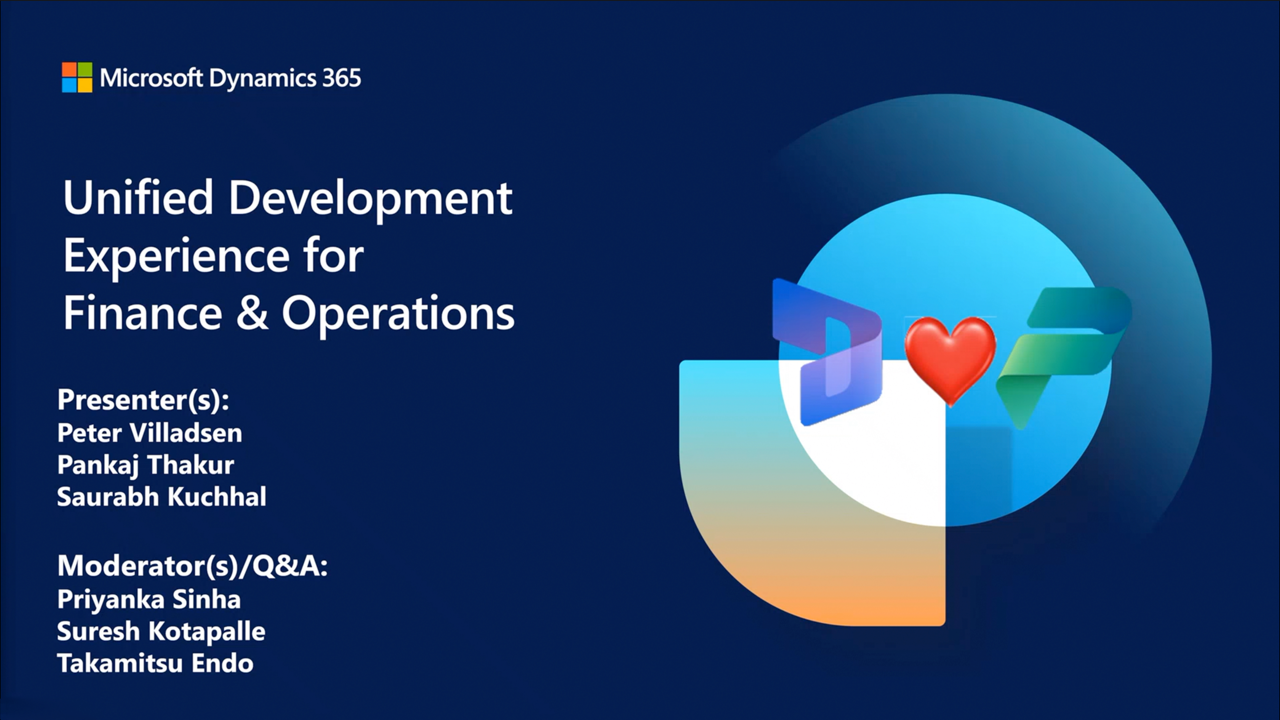 Microsoft Dynamics 365
Unified Development
Experience for
Finance & Operations
Presenter(s):
Peter Villadsen
Pankaj Thakur
Saurabh Kuchhal
Moderator(s)/Q&A:
Priyanka Sinha
Suresh Kotapalle
Takamitsu Endo